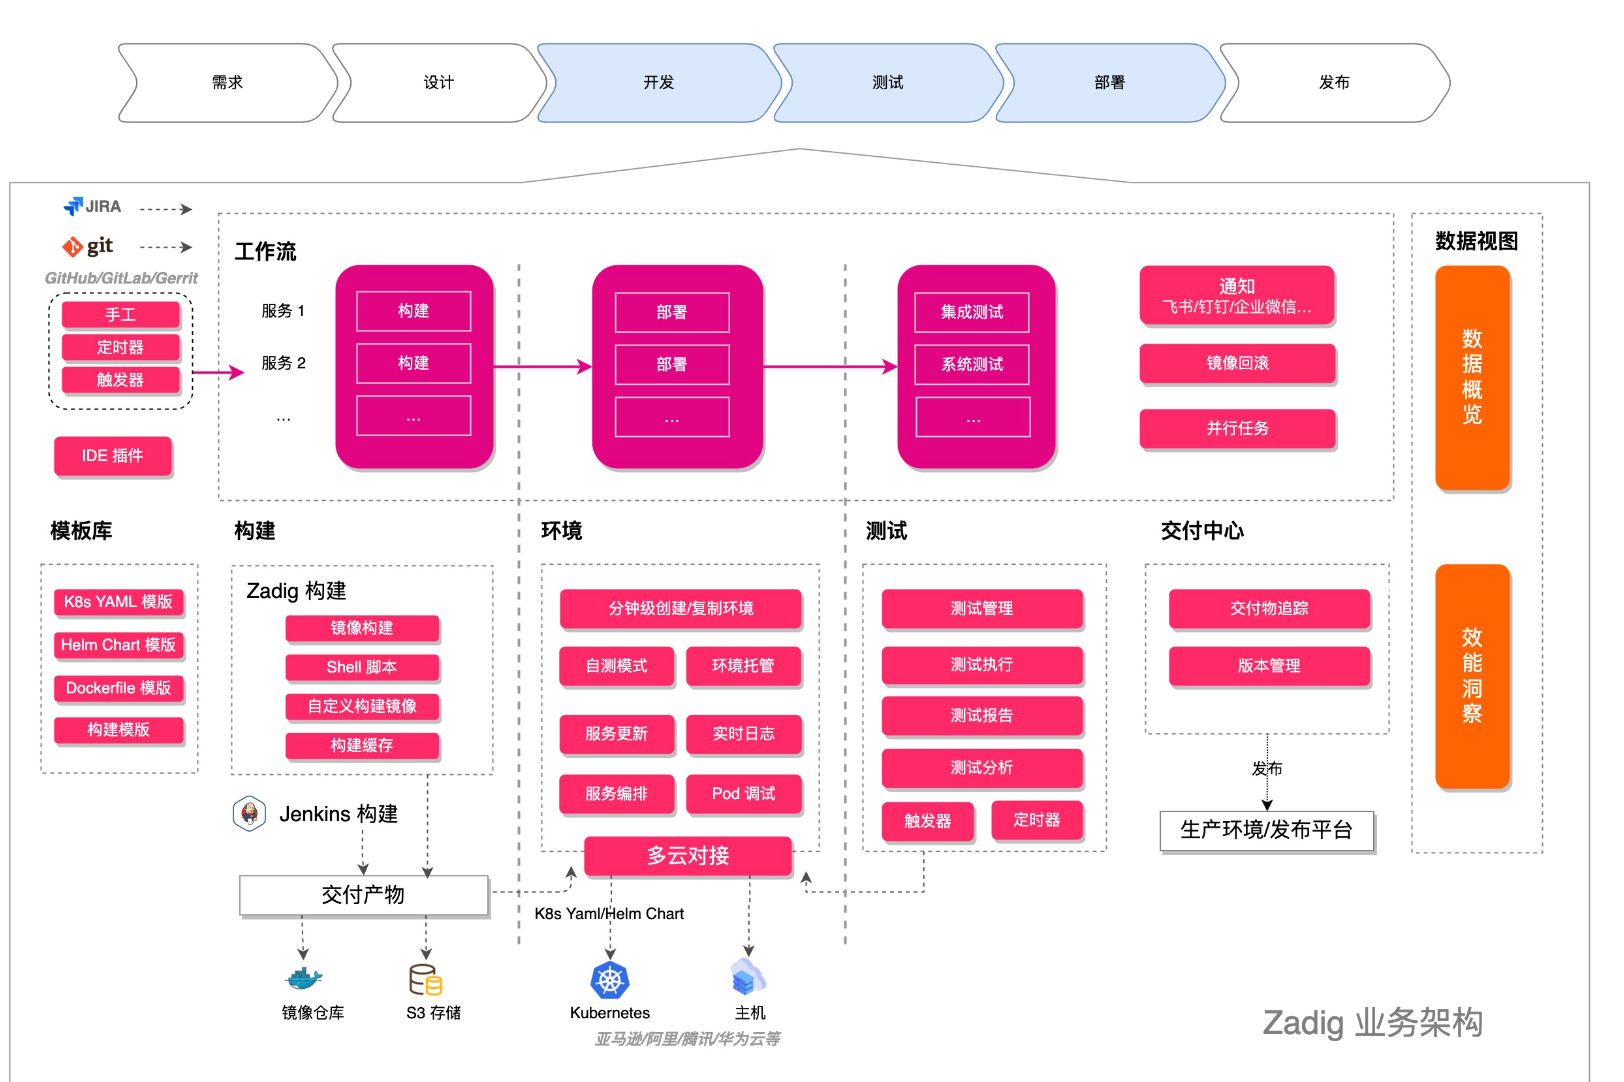 需求
设计
开发
测试
部署
发布
JIRA
git
GitHub/GitLab/Gerrit
手工
定时器
触发器
IDE 插件
工作流
服务 1
服务 2
...
构建
构建
...
部署
部署
...
集成测试
系统测试
...
通知
飞书/钉钉/企业微信...
镜像回滚
并行任务
数据视图
数据概览
效能洞察
模板库
K8s YAML 模版
Helm Chart 模版
Dockerfile 模版
构建模版
构建
Zadig 构建
镜像构建
Shell 脚本
自定义构建镜像
构建缓存
Jenkins 构建
交付产物
镜像仓库
S3 存储
环境
分钟级创建/复制环境
自测模式
环境托管
服务更新
实时日志
服务编排
Pod 调试
多云对接
K8s Yaml/Helm Chart
Kubernetes
主机
亚马逊/阿里/腾讯/华为云等
测试
测试管理
测试执行
测试报告
测试分析
触发器
定时器
交付中心
交付物追踪
版本管理
发布
生产环境/发布平台
Zadig 业务架构